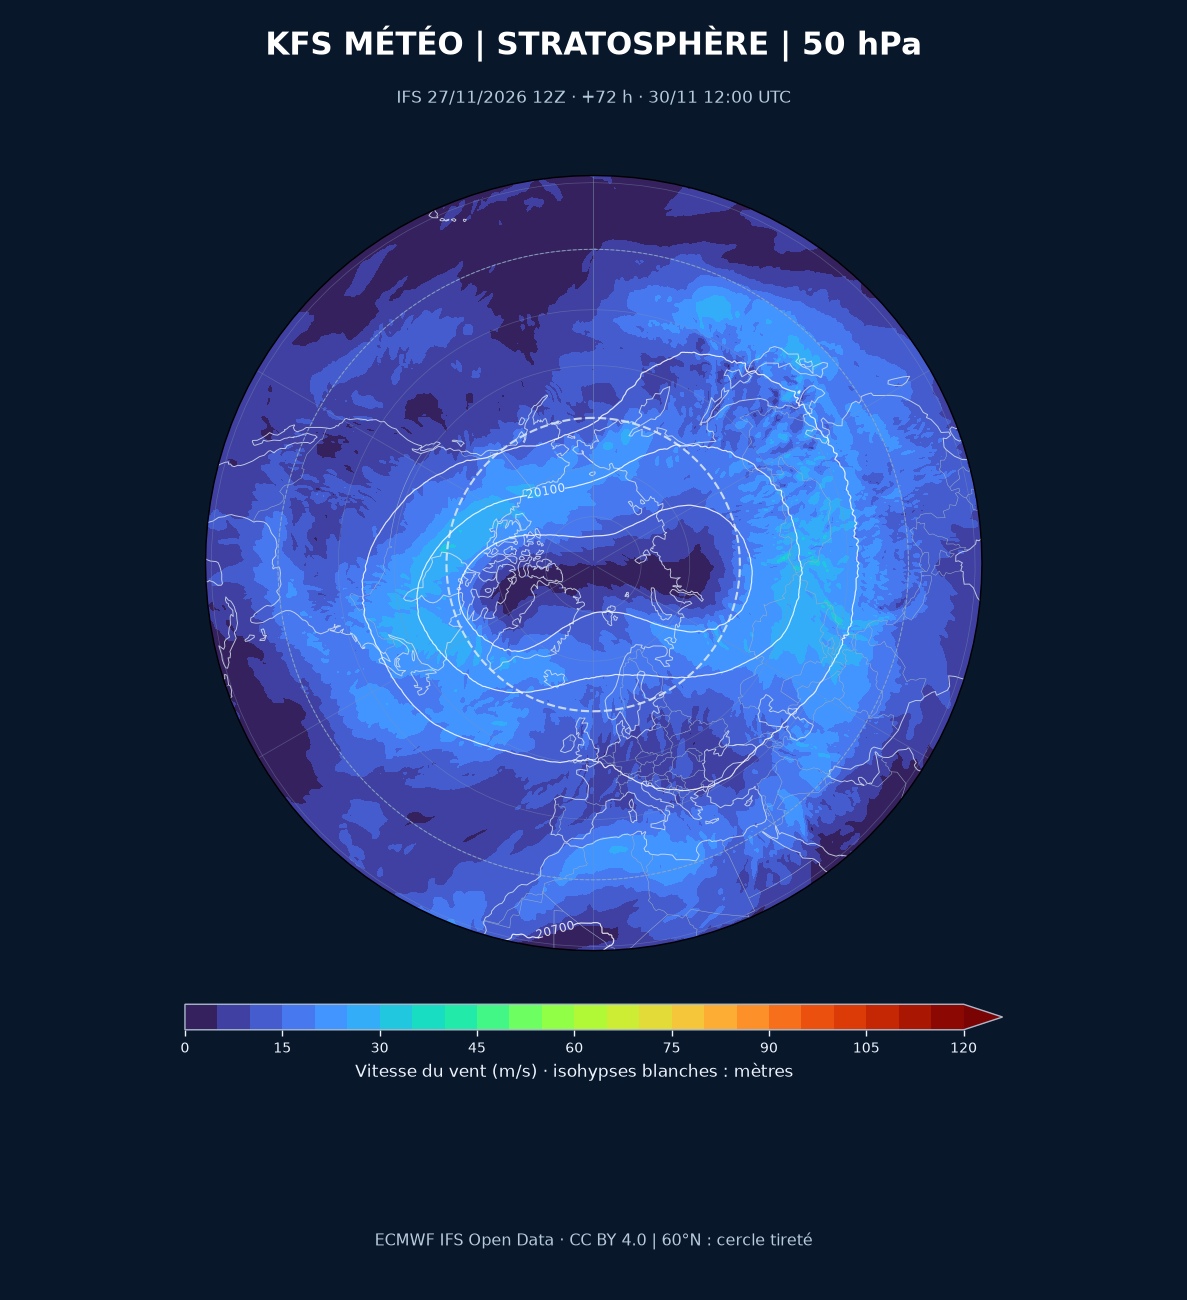 KFS MÉTÉO | STRATOSPHÈRE | 50 hPa
IFS 27/11/2026 12Z · +72 h · 30/11 12:00 UTC
20100
20700
0 15 30 45 60 75 90 105 120
Vitesse du vent (m/s) · isohypses blanches : mètres
ECMWF IFS Open Data · CC BY 4.0 | 60°N : cercle tireté